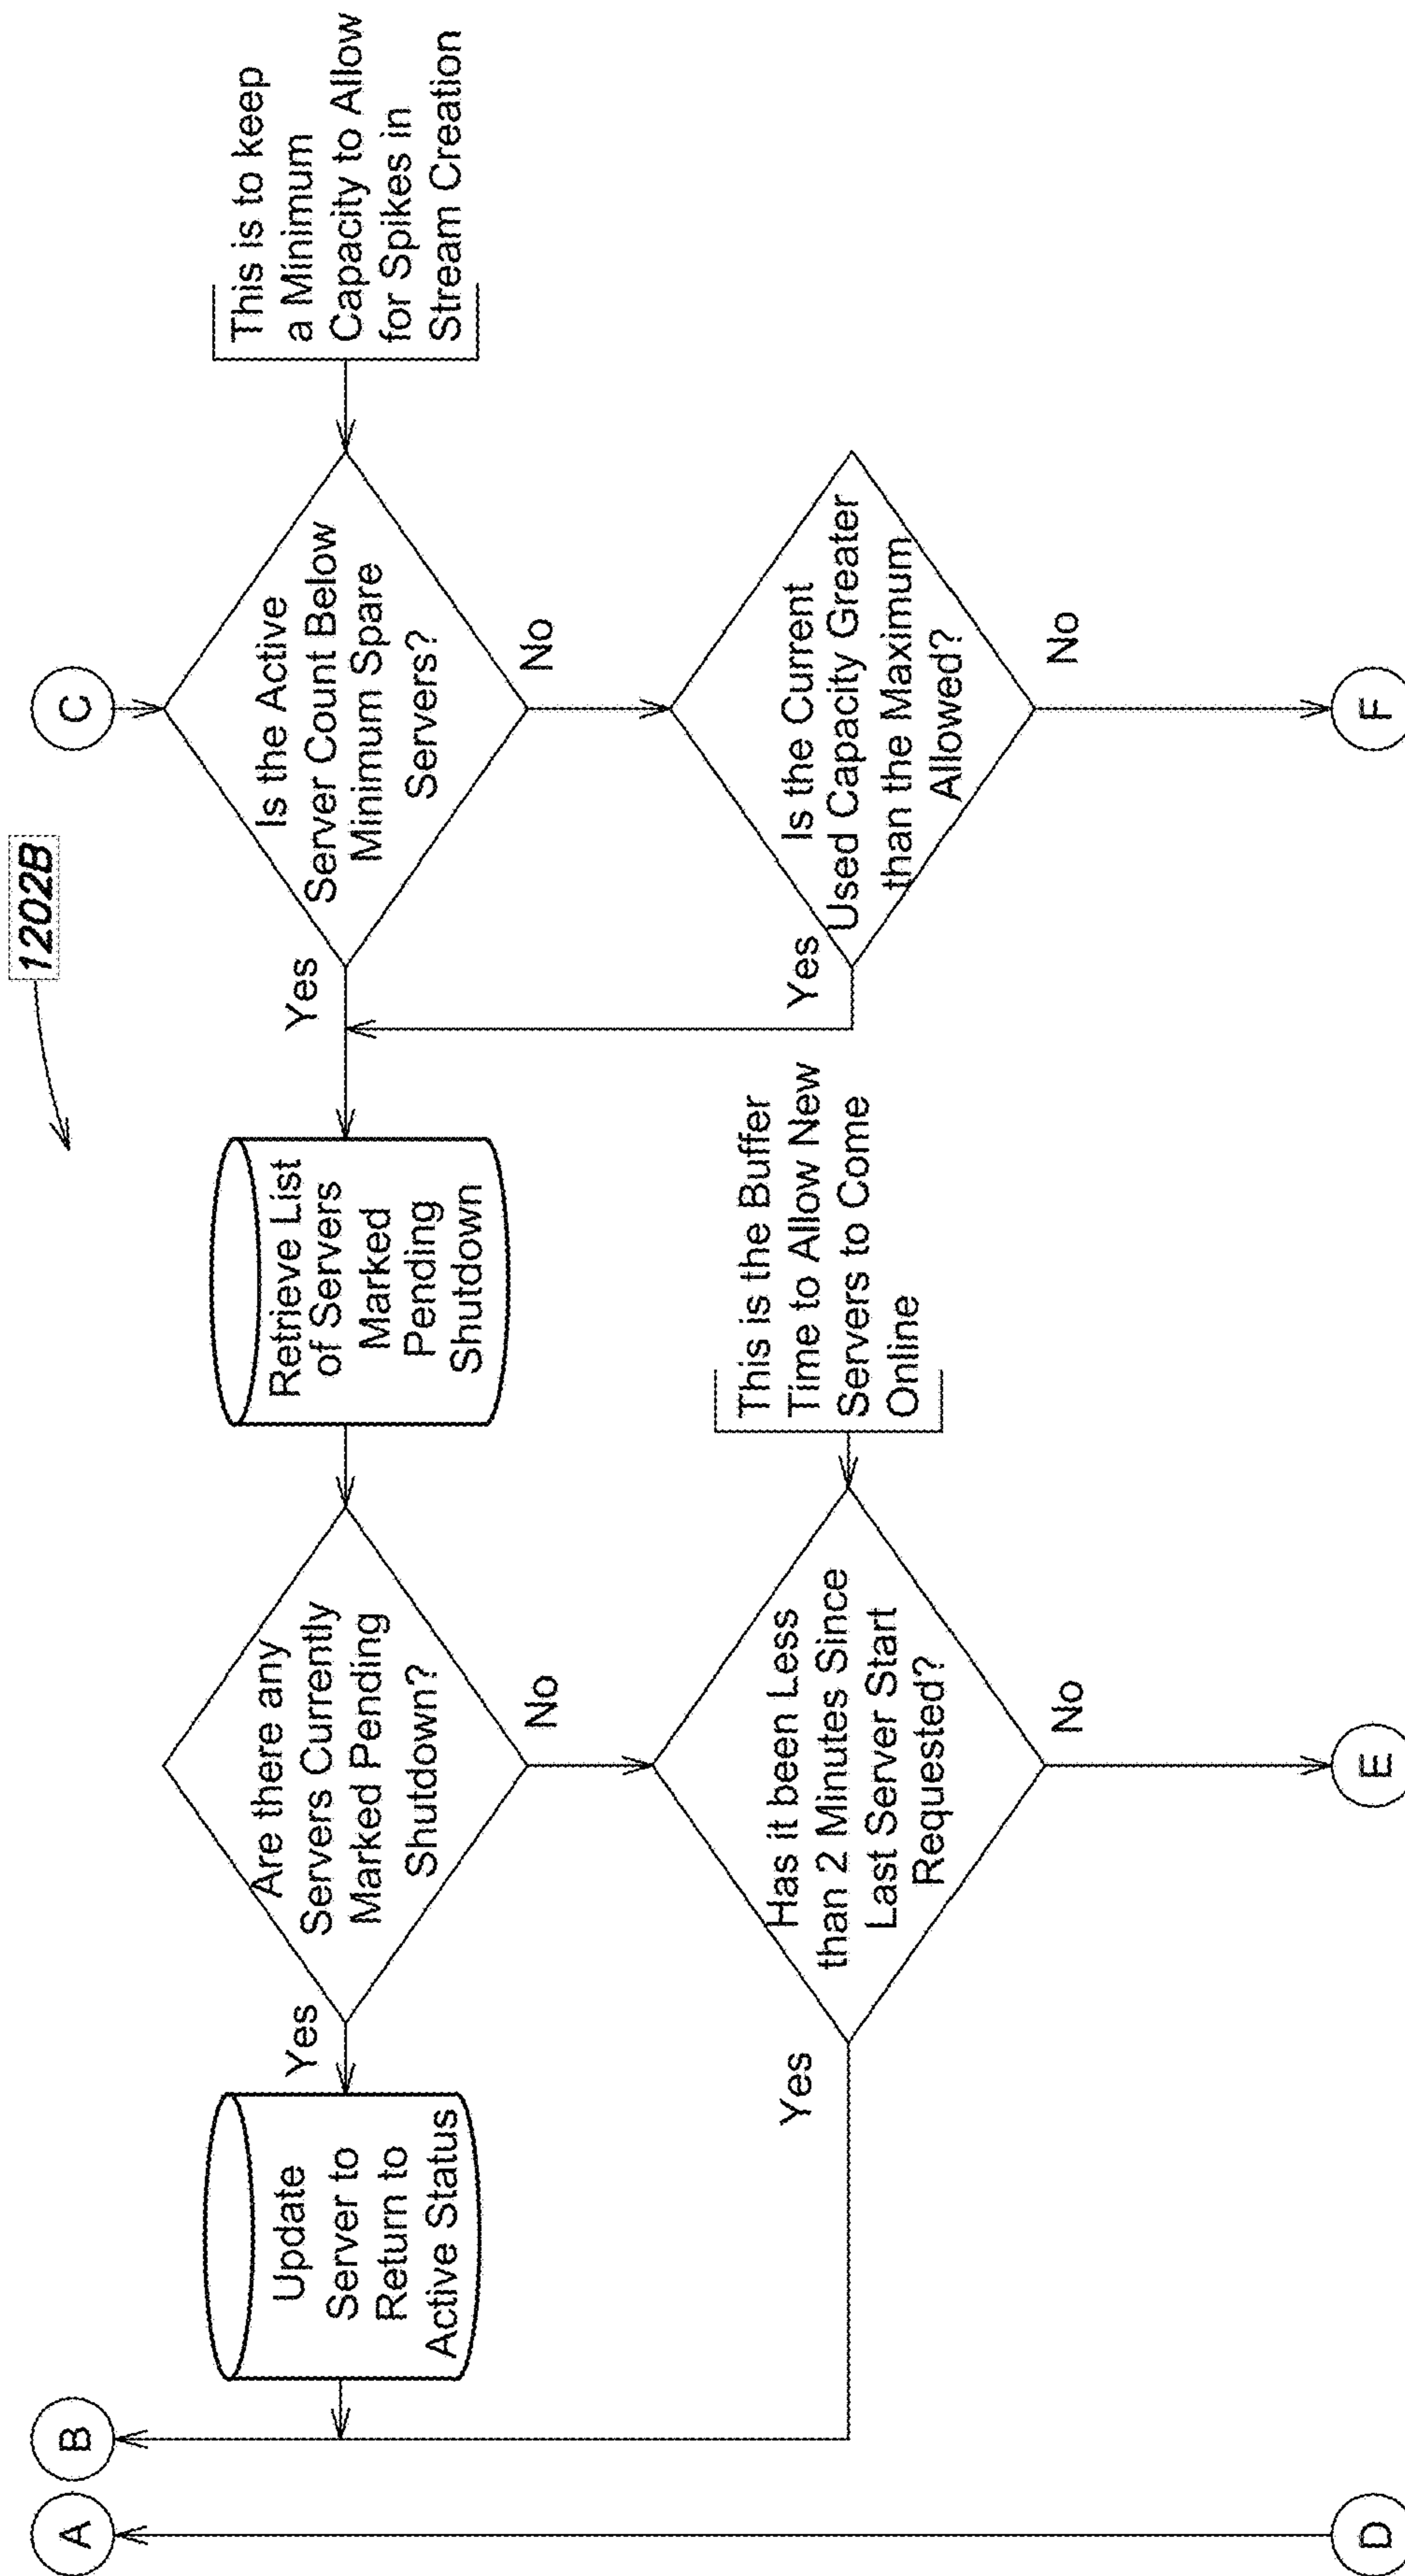 1202B
A
B
C
Update
Server to
Return to
Active Status
Yes
Are there any
Servers Currently
Marked Pending
Shutdown?
No
Retrieve List
of Servers
Marked
Pending
Shutdown
Yes
Is the Active
Server Count Below
Minimum Spare
Servers?
No
This is to keep
a Minimum
Capacity to Allow
for Spikes in
Stream Creation
Yes
Has it been Less
than 2 Minutes Since
Last Server Start
Requested?
No
This is the Buffer
Time to Allow New
Servers to Come
Online
Yes
Is the Current
Used Capacity Greater
than the Maximum
Allowed?
No
D
E
F